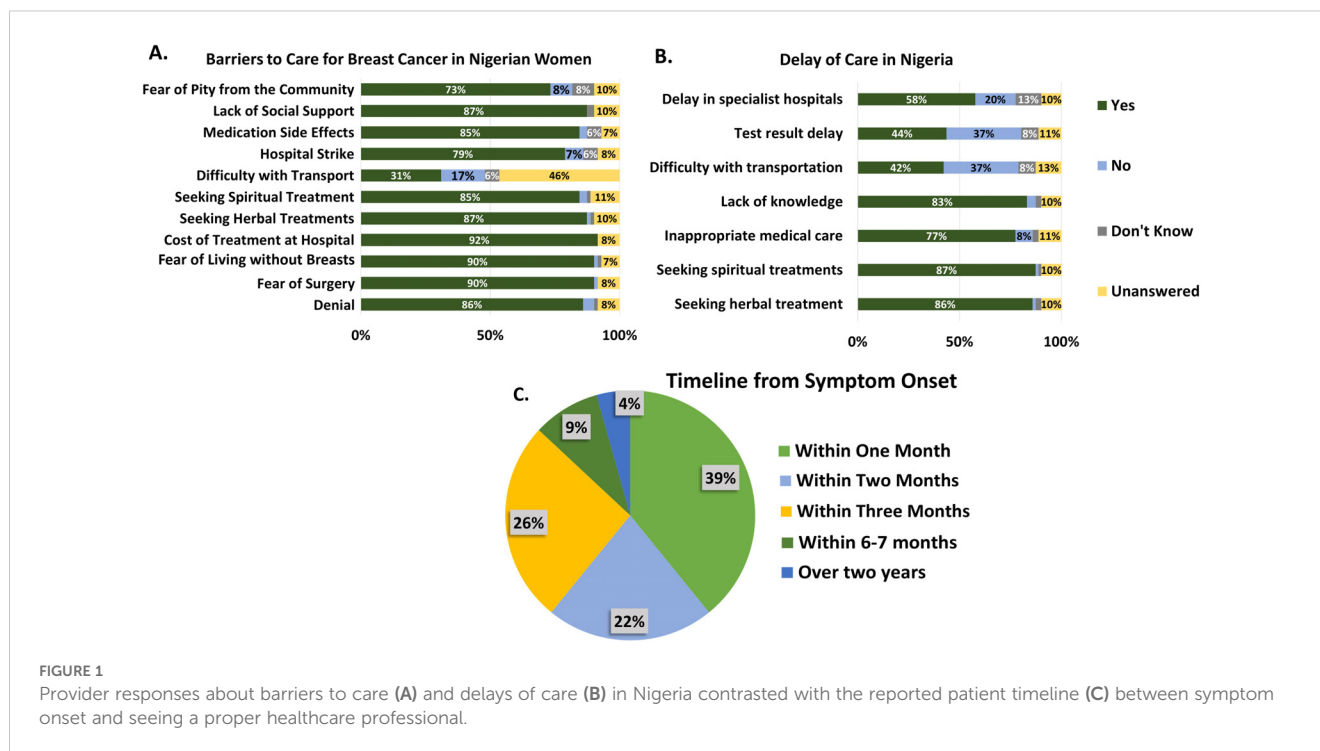 A.
Barriers to Care for Breast Cancer in Nigerian Women
Fear of Pity from the Community 73% 8% 8% 10%
Lack of Social Support 87% 10%
Medication Side Effects 85% 6% 7%
Hospital Strike 79% 7% 6% 8%
Difficulty with Transport 31% 17% 6% 46%
Seeking Spiritual Treatment 85% 11%
Seeking Herbal Treatments 87% 10%
Cost of Treatment at Hospital 92% 8%
Fear of Living without Breasts 90% 7%
Fear of Surgery 90% 8%
Denial 86% 8%
0% 50% 100%
B.
Delay of Care in Nigeria
Delay in specialist hospitals 58% 20% 13% 10%
Test result delay 44% 37% 8% 11%
Difficulty with transportation 42% 37% 8% 13%
Lack of knowledge 83% 10%
Inappropriate medical care 77% 8% 11%
Seeking spiritual treatments 87% 10%
Seeking herbal treatment 86% 10%
0% 50% 100%
Yes
No
Don't Know
Unanswered
C.
Timeline from Symptom Onset
4%
9%
39%
26%
22%
Within One Month
Within Two Months
Within Three Months
Within 6-7 months
Over two years
FIGURE 1
Provider responses about barriers to care (A) and delays of care (B) in Nigeria contrasted with the reported patient timeline (C) between symptom
onset and seeing a proper healthcare professional.